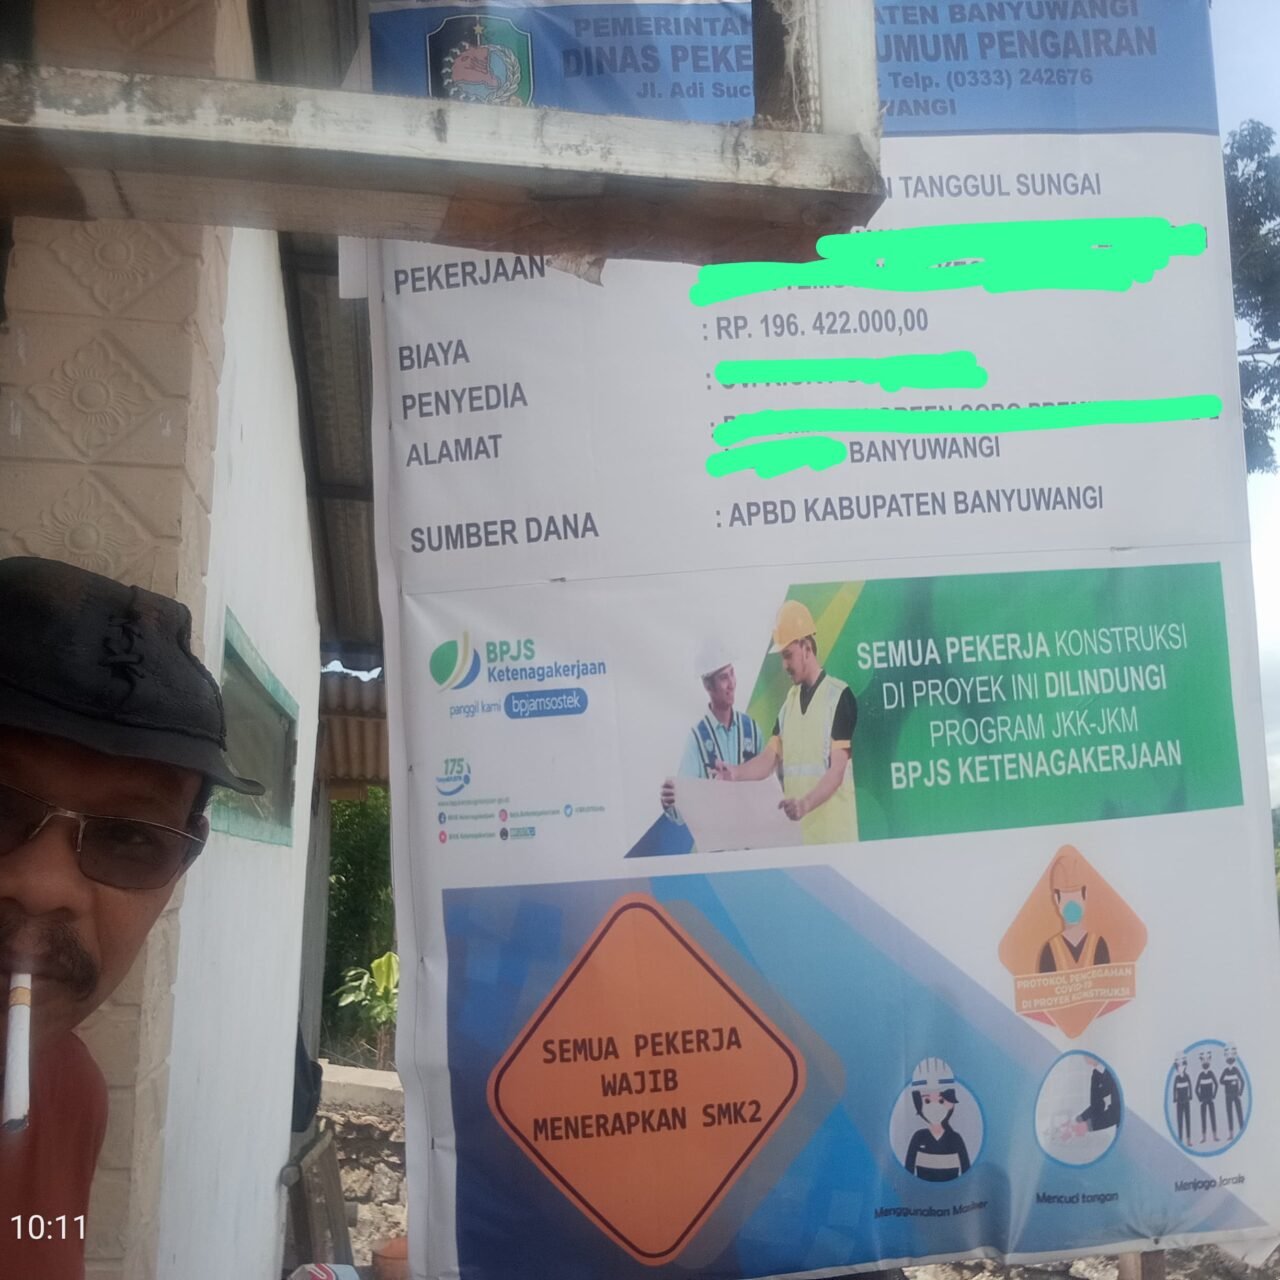 PEMERINTAH
ATEN BANYUWANGI
DINAS PEKE
UMUM PENGAIRAN
Jl. Adi Suc
Telp. (0333) 242676
WANGI
TANGGUL SUNGAI
PEKERJAAN
BIAYA : RP. 196. 422.000,00
PENYEDIA :
ALAMAT :
BANYUWANGI
SUMBER DANA : APBD KABUPATEN BANYUWANGI
BPJS
Ketenagakerjaan
panggil kami bpjamsostek
175
SEMUA PEKERJA KONSTRUKSI
DI PROYEK INI DILINDUNGI
PROGRAM JKK-JKM
BPJS KETENAGAKERJAAN
PROTOKOL PENCEGAHAN
COVID-19
DI PROYEK KONSTRUKSI
SEMUA PEKERJA
WAJIB
MENERAPKAN SMK2
Menggunakan Masker
Mencuci tangan
Menjaga Jarak
10:11